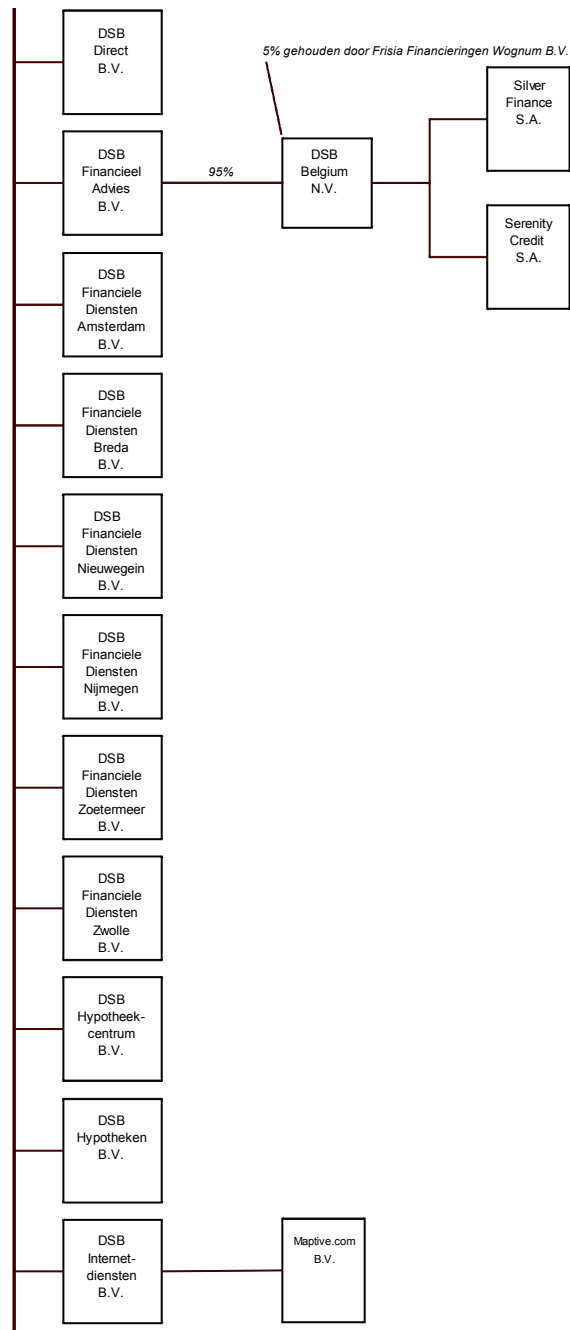 DSB
Direct
B.V.
5% gehouden door Frisia Financieringen Wognum B.V.
Silver
Finance
S.A.
DSB
Financieel
Advies
B.V.
95%
DSB
Belgium
N.V.
Serenity
Credit
S.A.
DSB
Financiele
Diensten
Amsterdam
B.V.
DSB
Financiele
Diensten
Breda
B.V.
DSB
Financiele
Diensten
Nieuwegein
B.V.
DSB
Financiele
Diensten
Nijmegen
B.V.
DSB
Financiele
Diensten
Zoetermeer
B.V.
DSB
Financiele
Diensten
Zwolle
B.V.
DSB
Hypotheek-
centrum
B.V.
DSB
Hypotheken
B.V.
DSB
Internet-
diensten
B.V.
Maptive.com
B.V.